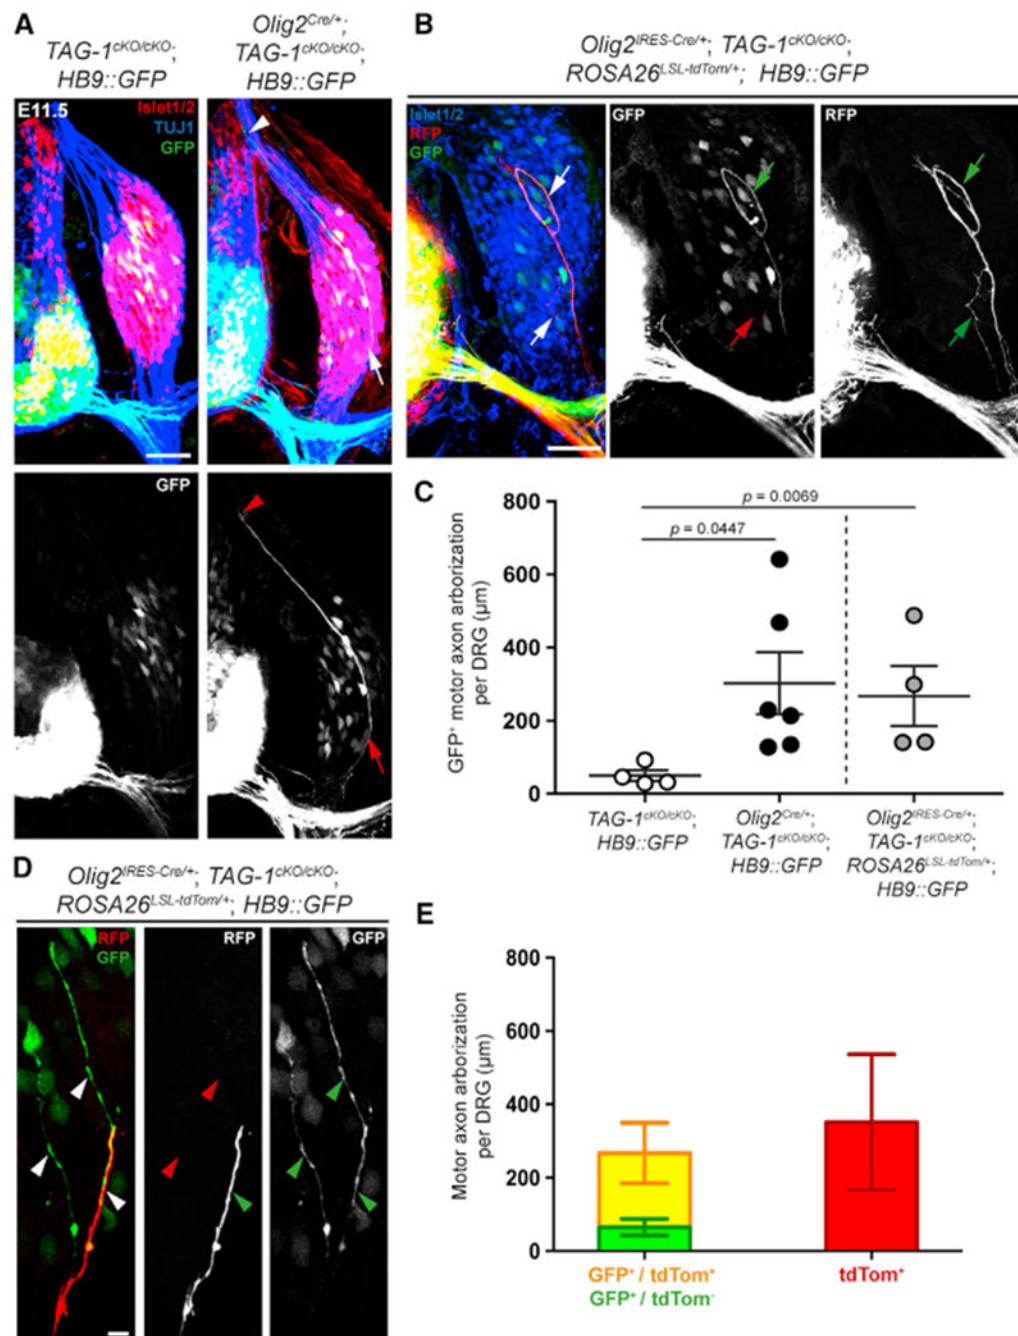 A
TAG-1cKO/cKO;
HB9::GFP
Olig2Cre/+;
TAG-1cKO/cKO;
HB9::GFP
E11.5
Islet1/2
TUJ1
GFP
GFP
B
Olig2IRES-Cre/+; TAG-1cKO/cKO;
ROSA26LSL-tdTom/+; HB9::GFP
Islet1/2
RFP
GFP
GFP
RFP
C
GFP+ motor axon arborization
per DRG (µm)
800
600
400
200
0
p = 0.0069
p = 0.0447
TAG-1cKO/cKO;
HB9::GFP
Olig2Cre/+;
TAG-1cKO/cKO;
HB9::GFP
Olig2IRES-Cre/+;
TAG-1cKO/cKO;
ROSA26LSL-tdTom/+;
HB9::GFP
D
Olig2IRES-Cre/+; TAG-1cKO/cKO;
ROSA26LSL-tdTom/+; HB9::GFP
RFP
GFP
RFP
GFP
E
Motor axon arborization
per DRG (µm)
800
600
400
200
0
GFP+ / tdTom+
GFP+ / tdTom-
tdTom+